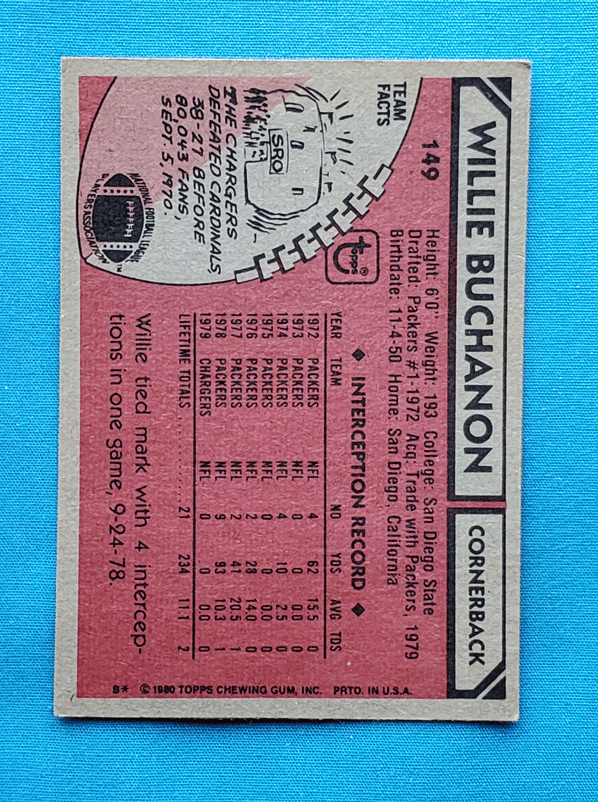 WILLIE BUCHANON
CORNERBACK
149
Height: 6'0" Weight: 193 College: San Diego State
Drafted: Packers #1-1972 Acq: Trade with Packers, 1979
Birthdate: 11-4-50 Home: San Diego, California
TEAM
FACTS
topps®
SRO
THE CHARGERS
DEFEATED CARDINALS,
38-27 BEFORE
80,043 FANS,
SEPT. 5, 1970.
NATIONAL FOOTBALL LEAGUE
PLAYERS ASSOCIATION
TM
◆ INTERCEPTION RECORD ◆
YEAR TEAM NO YDS AVG TDS
1972 PACKERS NFL 4 62 15.5 0
1973 PACKERS NFL 0 0 0.0 0
1974 PACKERS NFL 4 10 2.5 0
1975 PACKERS NFL 0 0 0.0 0
1976 PACKERS NFL 2 28 14.0 0
1977 PACKERS NFL 2 41 20.5 1
1978 PACKERS NFL 9 93 10.3 1
1979 CHARGERS NFL 0 0 0.0 0
LIFETIME TOTALS ........... 21 234 11.1 2
Willie tied mark with 4 intercep-
tions in one game, 9-24-78.
B* ©1980 TOPPS CHEWING GUM, INC. PRTD. IN U.S.A.